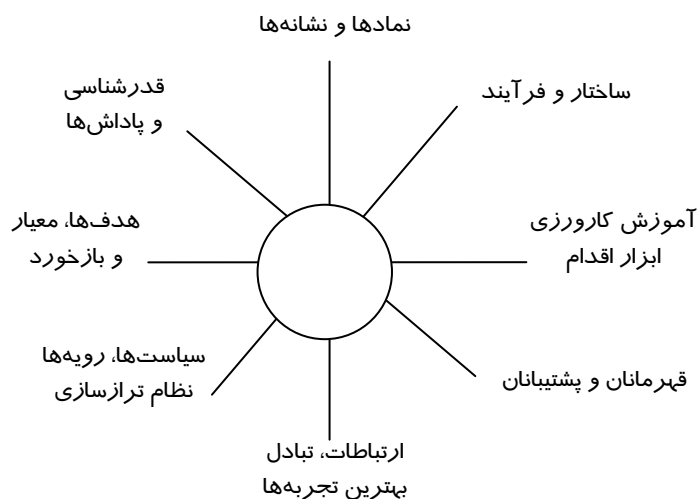 نمادها و نشانه‌ها
ساختار و فرآیند
قدرشناسی
و پاداش‌ها
آموزش کارورزی
ابزار اقدام
هدف‌ها، معیار
و بازخورد
قهرمانان و پشتیبانان
سیاست‌ها، رویه‌ها
نظام ترازسازی
ارتباطات، تبادل
بهترین تجربه‌ها